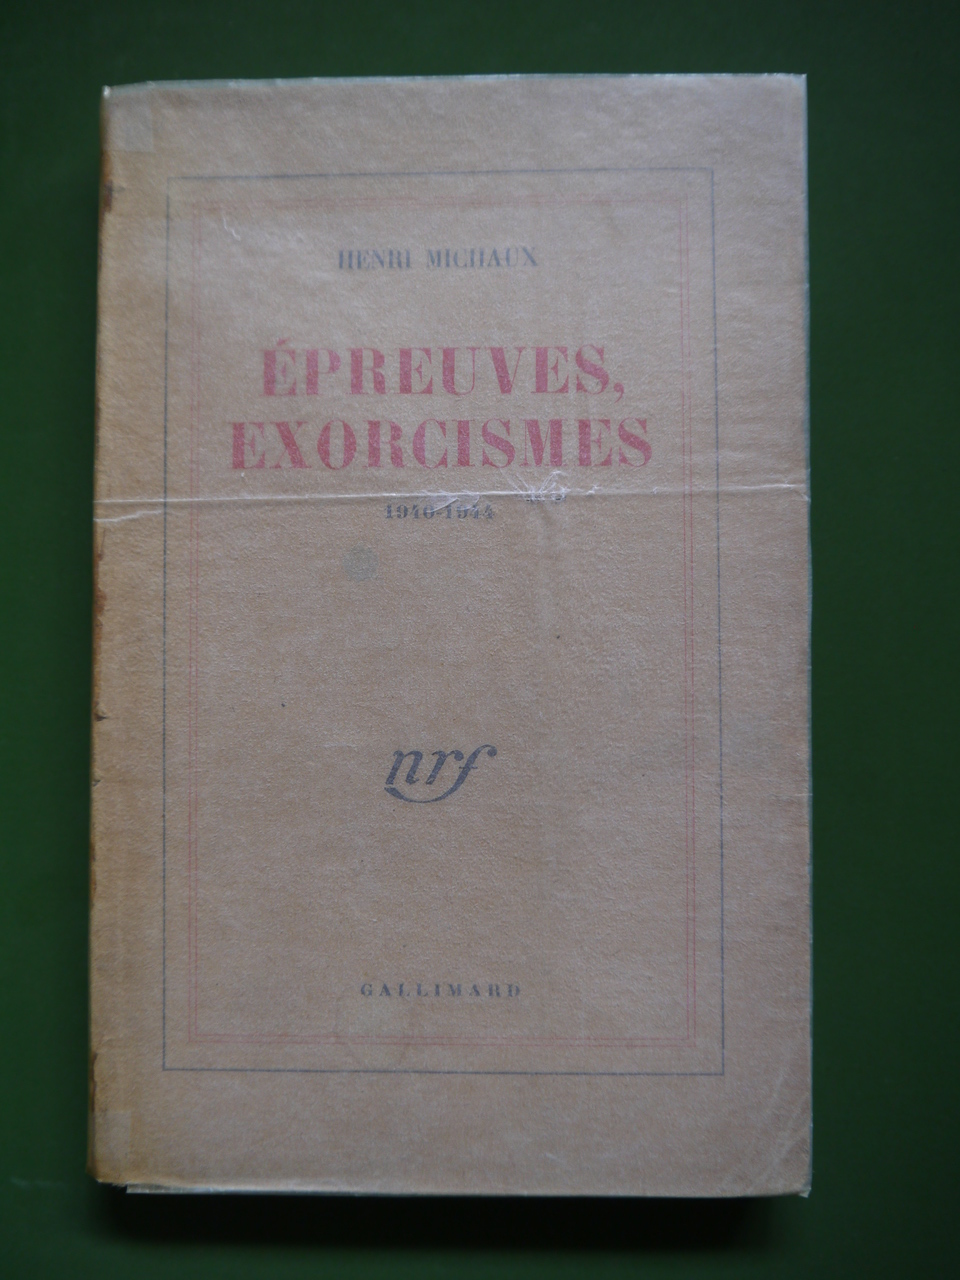 HENRI MICHAUX
ÉPREUVES,
EXORCISMES
1940-1944
nrf
GALLIMARD